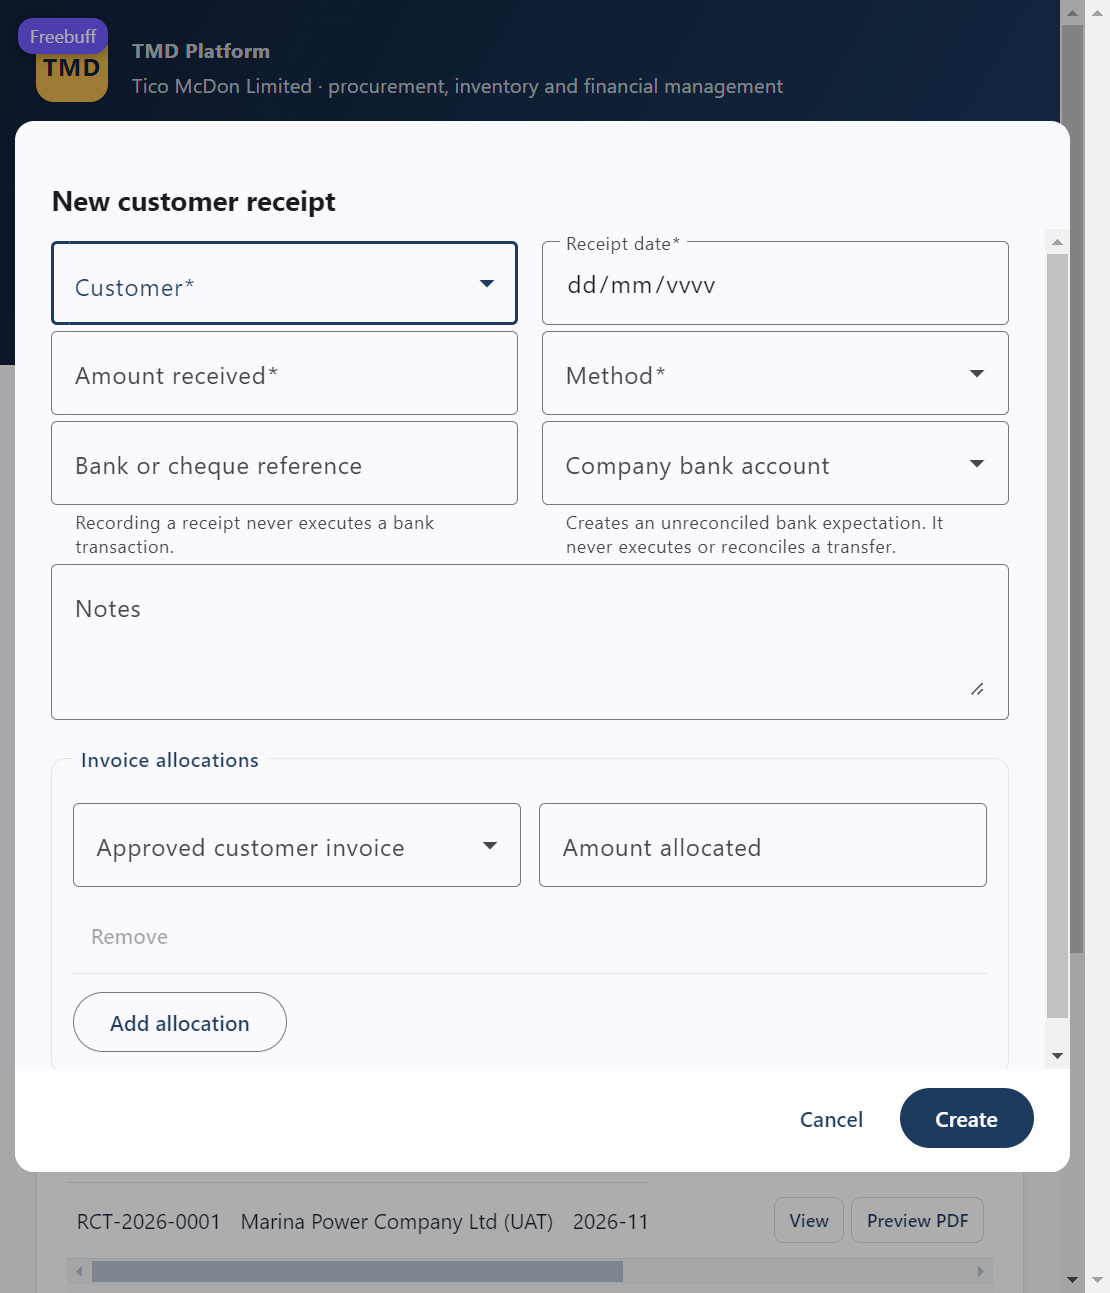 Freebuff
TMD
TMD Platform
Tico McDon Limited · procurement, inventory and financial management
New customer receipt
Customer*
Receipt date*
dd/mm/yyyy
Amount received*
Method*
Bank or cheque reference
Company bank account
Recording a receipt never executes a bank
transaction.
Creates an unreconciled bank expectation. It
never executes or reconciles a transfer.
Notes
Invoice allocations
Approved customer invoice
Amount allocated
Remove
Add allocation
Cancel
Create
RCT-2026-0001 Marina Power Company Ltd (UAT) 2026-11
View
Preview PDF